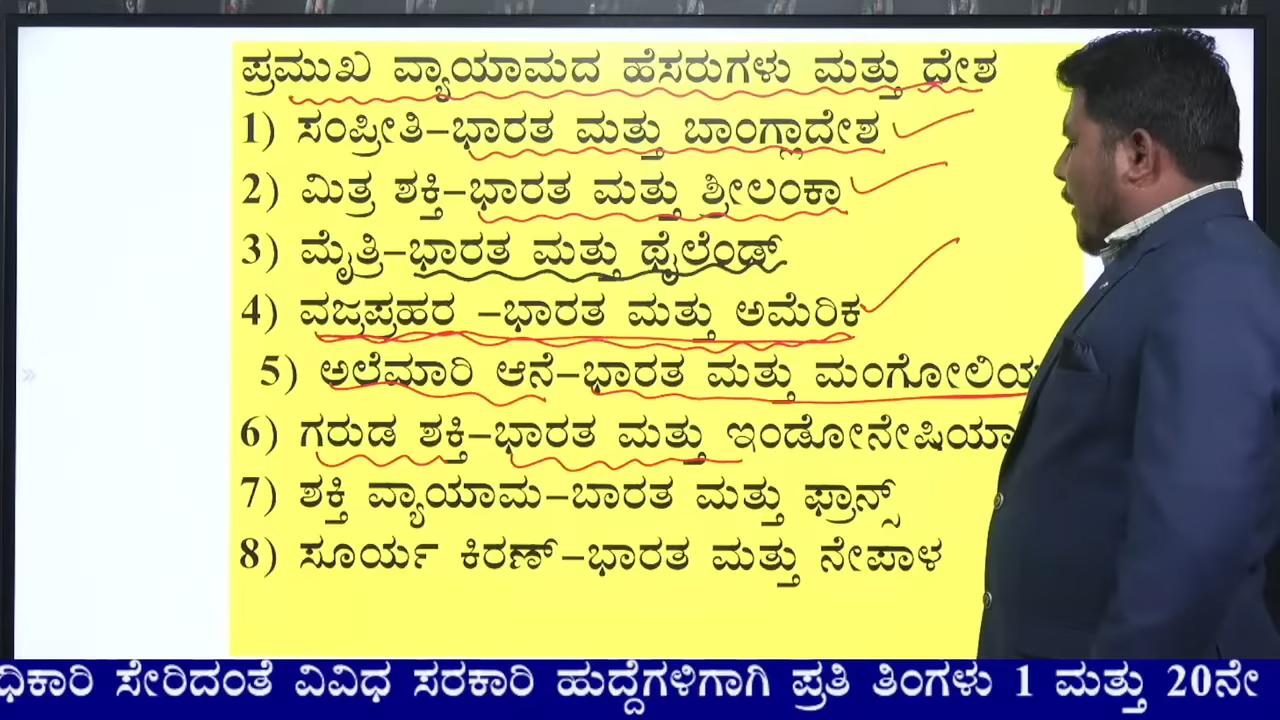 ಪ್ರಮುಖ ವ್ಯಾಯಾಮದ ಹೆಸರುಗಳು ಮತ್ತು ದೇಶ
1) ಸಂಪ್ರೀತಿ-ಭಾರತ ಮತ್ತು ಬಾಂಗ್ಲಾದೇಶ
2) ಮಿತ್ರ ಶಕ್ತಿ-ಭಾರತ ಮತ್ತು ಶ್ರೀಲಂಕಾ
3) ಮೈತ್ರಿ-ಭಾರತ ಮತ್ತು ಥೈಲೆಂಡ್
4) ವಜ್ರಪ್ರಹರ -ಭಾರತ ಮತ್ತು ಅಮೆರಿಕ
5) ಅಲೆಮಾರಿ ಆನೆ-ಭಾರತ ಮತ್ತು ಮಂಗೋಲಿಯ
6) ಗರುಡ ಶಕ್ತಿ-ಭಾರತ ಮತ್ತು ಇಂಡೋನೇಷಿಯಾ
7) ಶಕ್ತಿ ವ್ಯಾಯಾಮ-ಬಾರತ ಮತ್ತು ಫ್ರಾನ್ಸ್
8) ಸೂರ್ಯ ಕಿರಣ್-ಭಾರತ ಮತ್ತು ನೇಪಾಳ
ಧಿಕಾರಿ ಸೇರಿದಂತೆ ವಿವಿಧ ಸರಕಾರಿ ಹುದ್ದೆಗಳಿಗಾಗಿ ಪ್ರತಿ ತಿಂಗಳು 1 ಮತ್ತು 20ನೇ